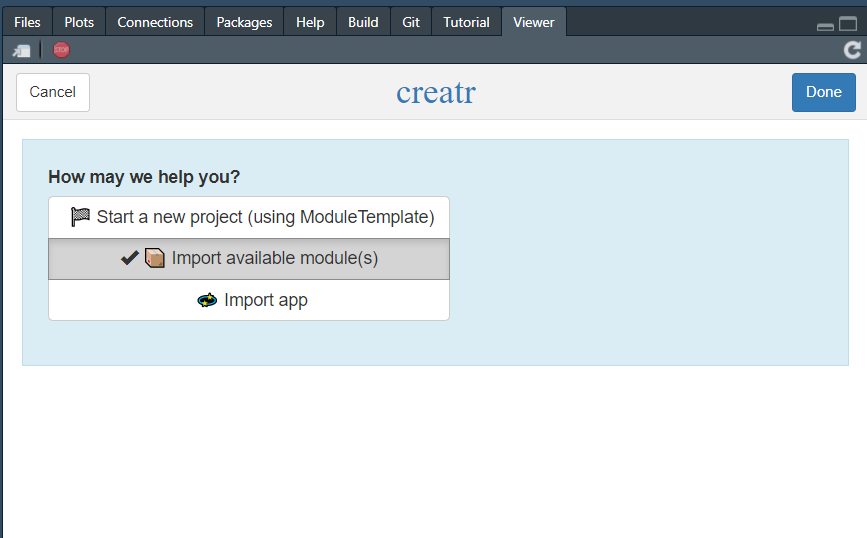 Files Plots Connections Packages Help Build Git Tutorial Viewer
STOP
Cancel creatr Done
How may we help you?
Start a new project (using ModuleTemplate)
Import available module(s)
Import app